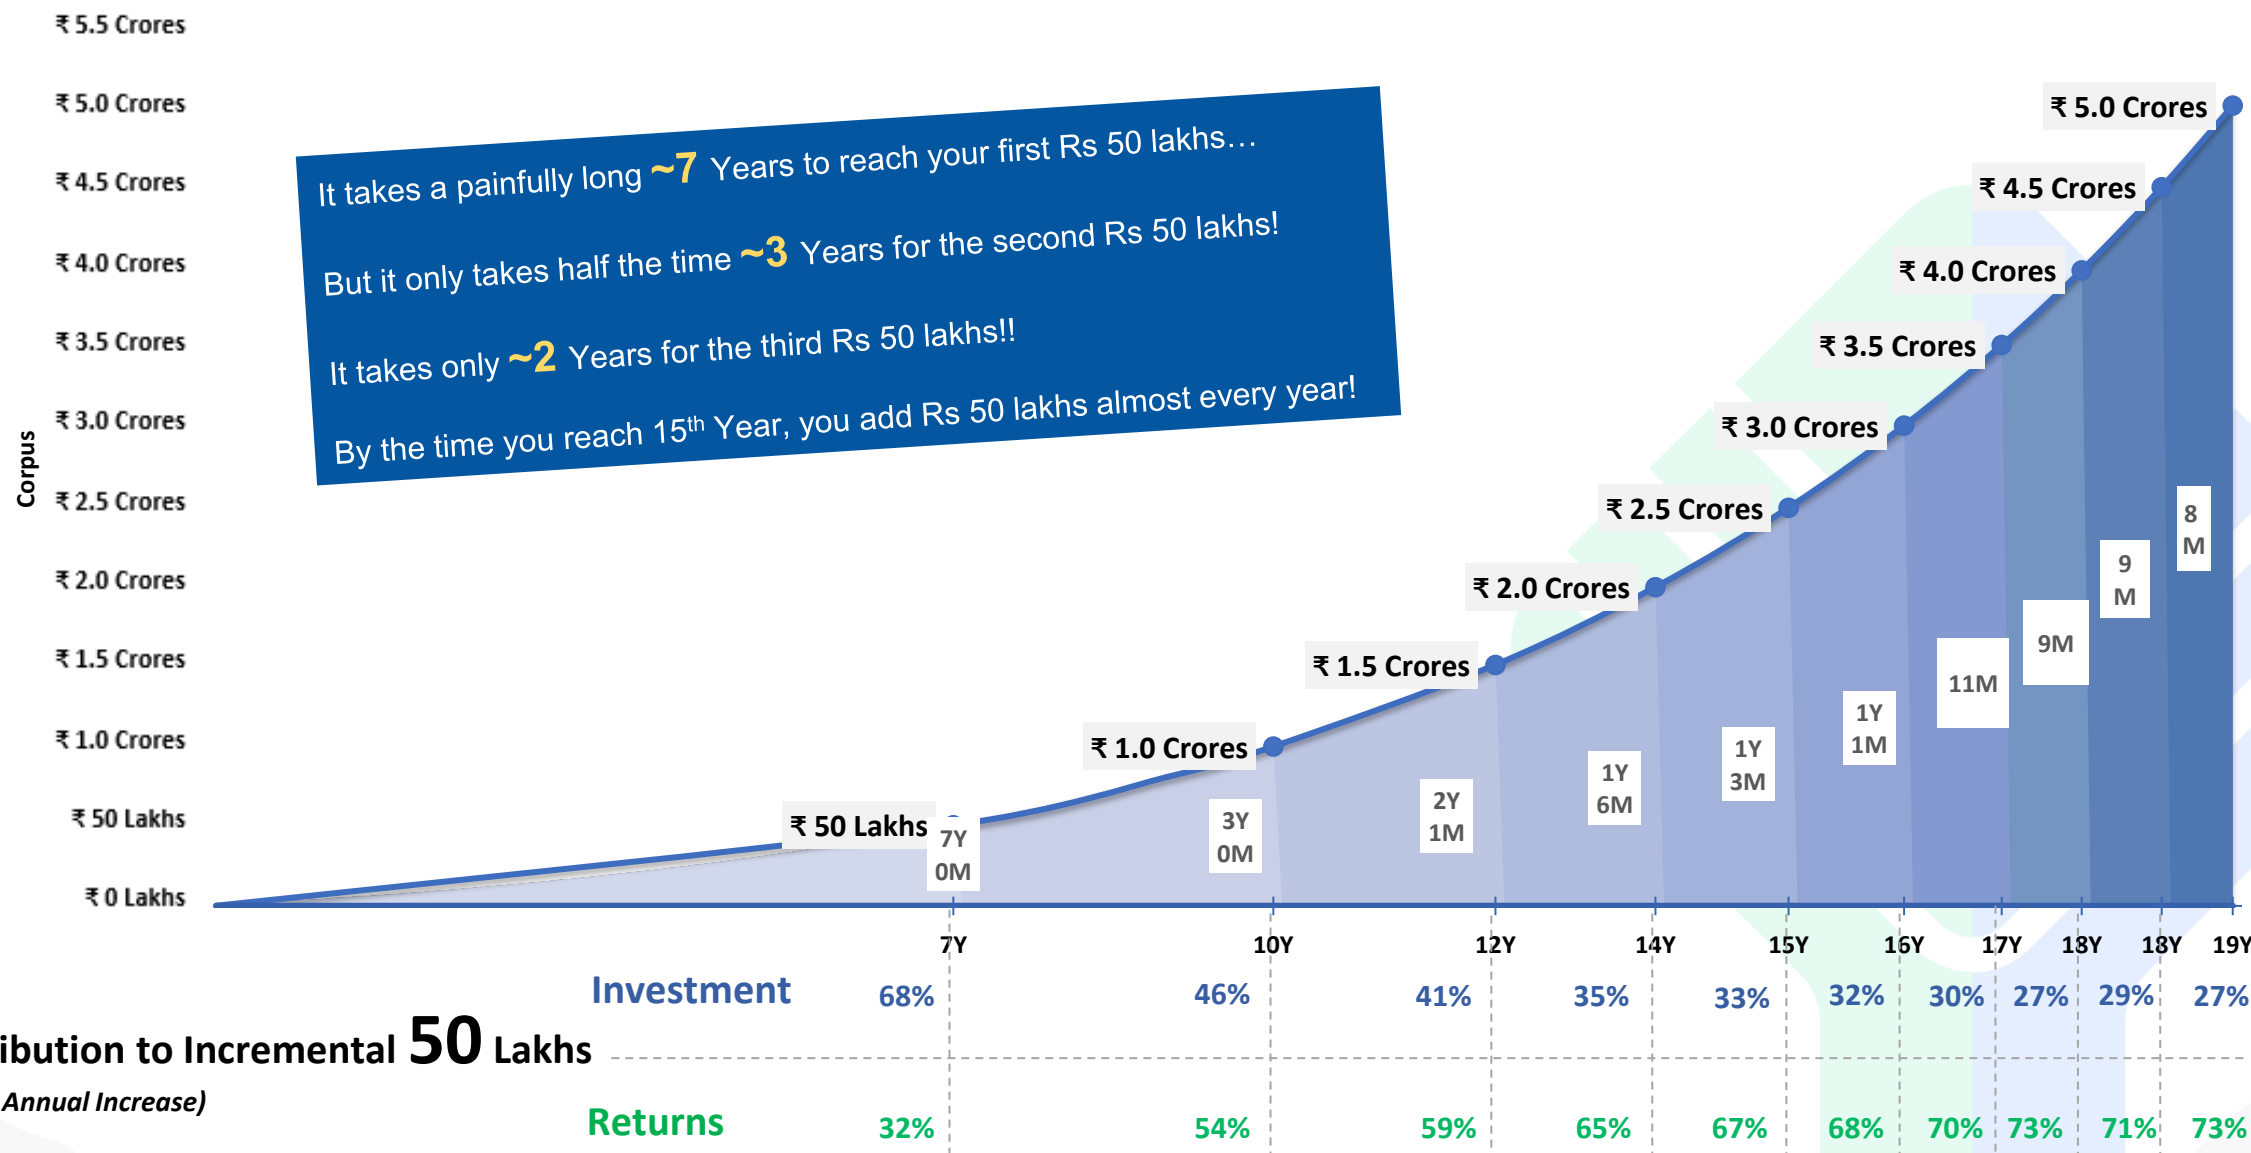 ₹ 5.5 Crores
₹ 5.0 Crores
₹ 4.5 Crores
₹ 4.0 Crores
₹ 3.5 Crores
₹ 3.0 Crores
₹ 2.5 Crores
₹ 2.0 Crores
₹ 1.5 Crores
₹ 1.0 Crores
₹ 50 Lakhs
₹ 0 Lakhs
Corpus
It takes a painfully long ~7 Years to reach your first Rs 50 lakhs…
But it only takes half the time ~3 Years for the second Rs 50 lakhs!
It takes only ~2 Years for the third Rs 50 lakhs!!
By the time you reach 15th Year, you add Rs 50 lakhs almost every year!
₹ 50 Lakhs
₹ 1.0 Crores
₹ 1.5 Crores
₹ 2.0 Crores
₹ 2.5 Crores
₹ 3.0 Crores
₹ 3.5 Crores
₹ 4.0 Crores
₹ 4.5 Crores
₹ 5.0 Crores
7Y
0M
3Y
0M
2Y
1M
1Y
6M
1Y
3M
1Y
1M
11M
9M
9
M
8
M
7Y 10Y 12Y 14Y 15Y 16Y 17Y 18Y 18Y 19Y
Investment 68% 46% 41% 35% 33% 32% 30% 27% 29% 27%
ibution to Incremental 50 Lakhs
Annual Increase)
Returns 32% 54% 59% 65% 67% 68% 70% 73% 71% 73%